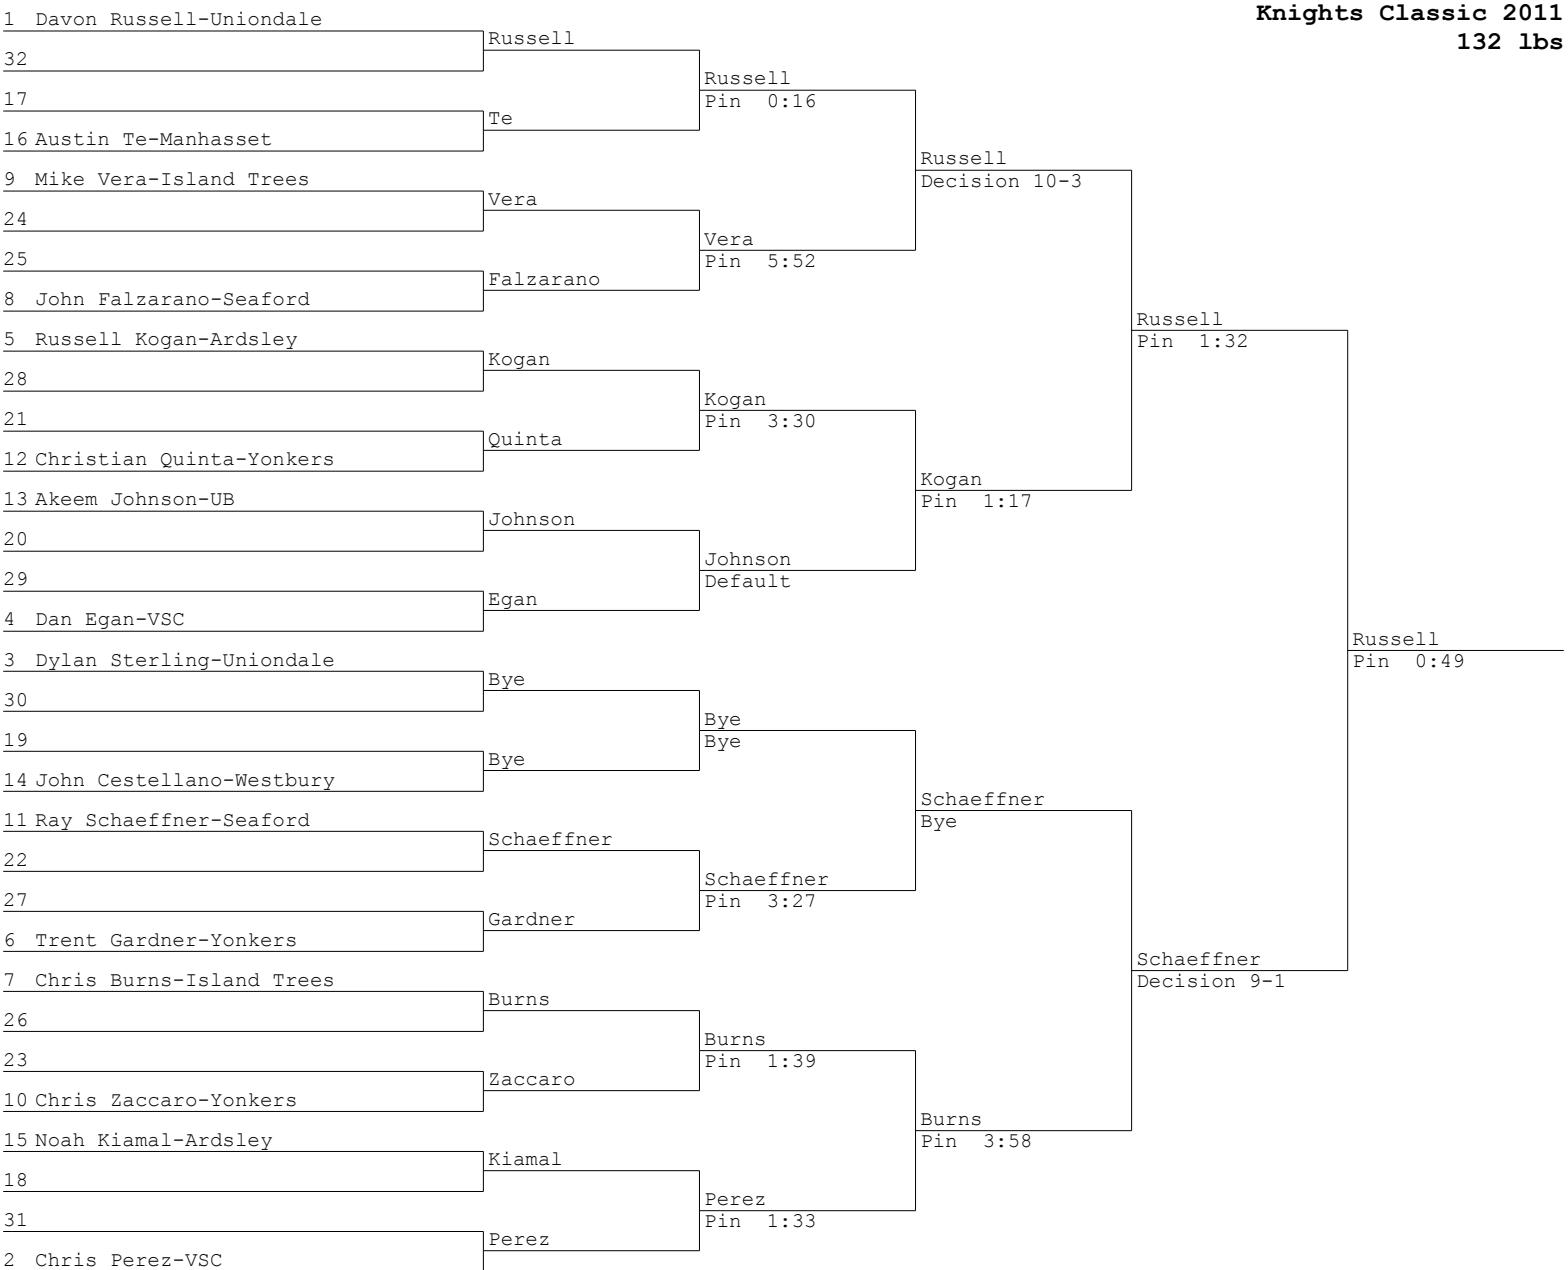 Knights Classic 2011
132 lbs
1 Davon Russell-Uniondale
32
17
16 Austin Te-Manhasset
9 Mike Vera-Island Trees
24
25
8 John Falzarano-Seaford
5 Russell Kogan-Ardsley
28
21
12 Christian Quinta-Yonkers
13 Akeem Johnson-UB
20
29
4 Dan Egan-VSC
3 Dylan Sterling-Uniondale
30
19
14 John Cestellano-Westbury
11 Ray Schaeffner-Seaford
22
27
6 Trent Gardner-Yonkers
7 Chris Burns-Island Trees
26
23
10 Chris Zaccaro-Yonkers
15 Noah Kiamal-Ardsley
18
31
2 Chris Perez-VSC
Russell
Te
Vera
Falzarano
Kogan
Quinta
Johnson
Egan
Bye
Bye
Schaeffner
Gardner
Burns
Zaccaro
Kiamal
Perez
Russell
Pin 0:16
Vera
Pin 5:52
Kogan
Pin 3:30
Johnson
Default
Bye
Bye
Schaeffner
Pin 3:27
Burns
Pin 1:39
Perez
Pin 1:33
Russell
Decision 10-3
Kogan
Pin 1:17
Schaeffner
Bye
Burns
Pin 3:58
Russell
Pin 1:32
Schaeffner
Decision 9-1
Russell
Pin 0:49